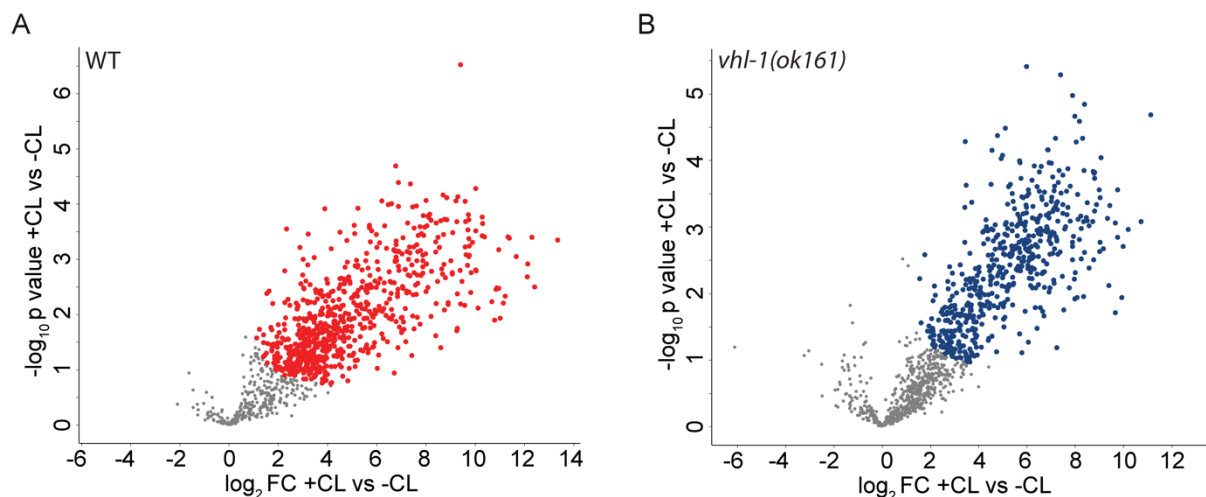 A
WT
-log10 p value +CL vs -CL
6
5
4
3
2
1
0
-6 -4 -2 0 2 4 6 8 10 12 14
log2 FC +CL vs -CL
B
vhl-1(ok161)
-log10 p value +CL vs -CL
5
4
3
2
1
0
-6 -4 -2 0 2 4 6 8 10 12
log2 FC +CL vs -CL